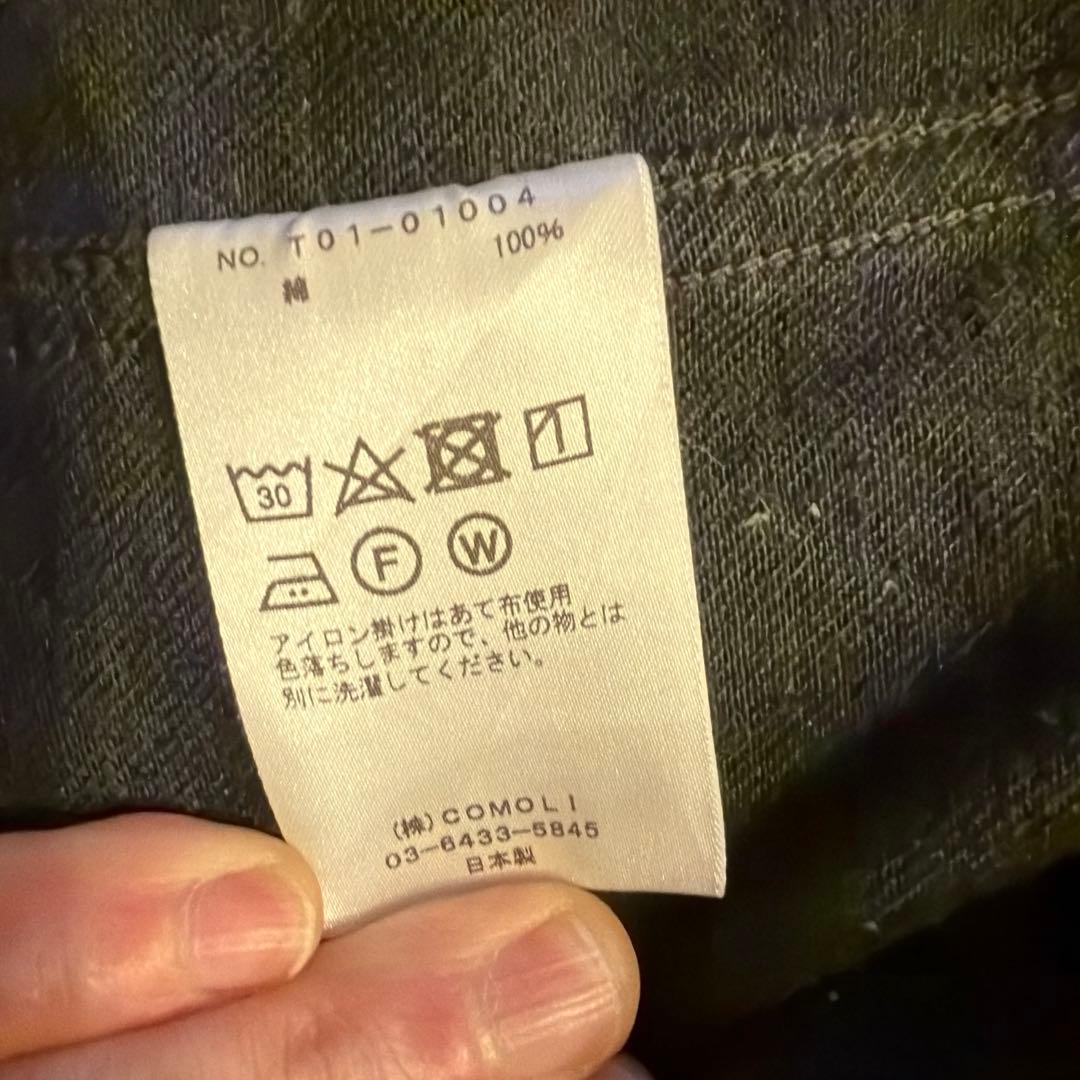 NO. T01-01004
綿 100%
30
F W
アイロン掛けはあて布使用
色落ちしますので、他の物とは
別に洗濯してください。
(株)COMOLI
03-6433-5845
日本製